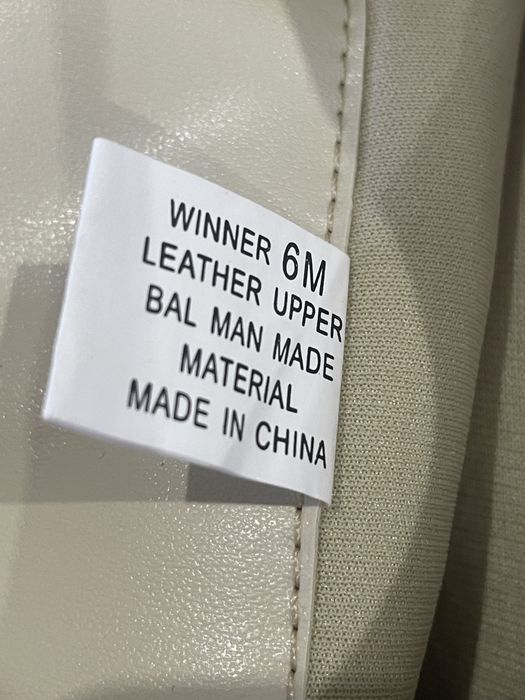 WINNER 6M
LEATHER UPPER
BAL MAN MADE
MATERIAL
MADE IN CHINA